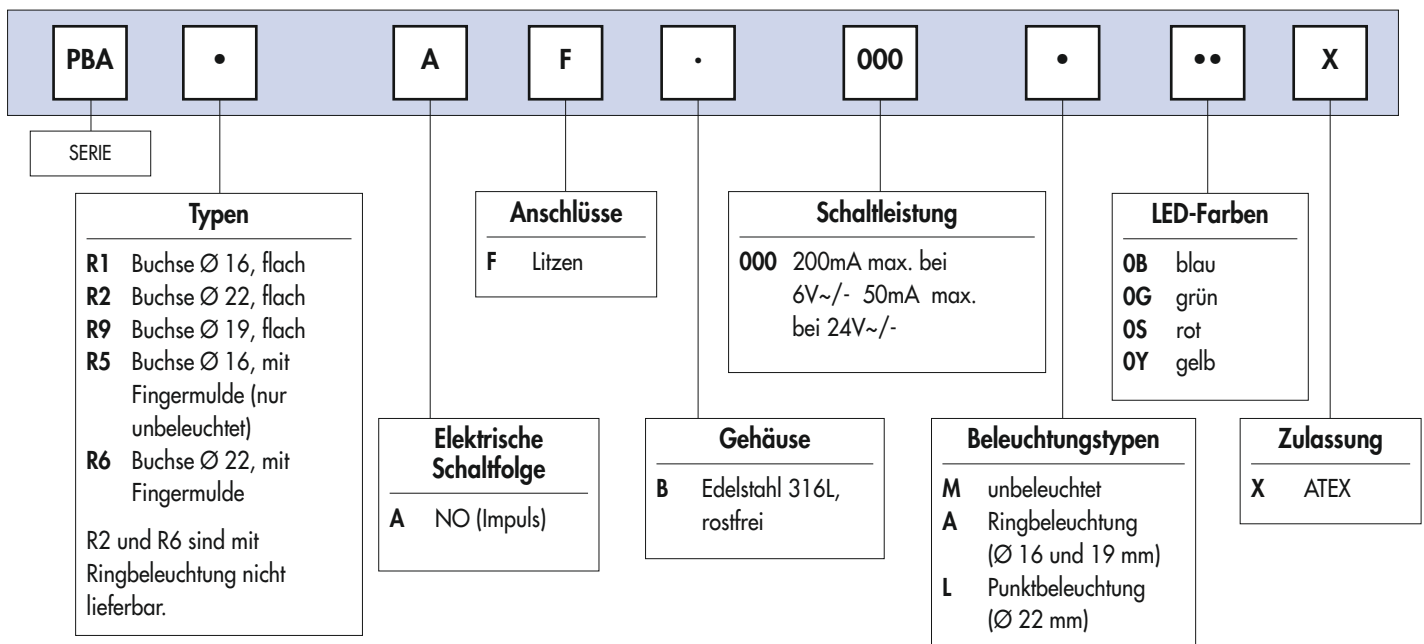 PBA • A F . 000 • •• X
SERIE
Typen
R1 Buchse Ø 16, flach
R2 Buchse Ø 22, flach
R9 Buchse Ø 19, flach
R5 Buchse Ø 16, mit
Fingermulde (nur
unbeleuchtet)
R6 Buchse Ø 22, mit
Fingermulde
R2 und R6 sind mit
Ringbeleuchtung nicht
lieferbar.
Elektrische
Schaltfolge
A NO (Impuls)
Anschlüsse
F Litzen
Gehäuse
B Edelstahl 316L,
rostfrei
Schaltleistung
000 200mA max. bei
6V~/- 50mA max.
bei 24V~/-
Beleuchtungstypen
M unbeleuchtet
A Ringbeleuchtung
(Ø 16 und 19 mm)
L Punktbeleuchtung
(Ø 22 mm)
LED-Farben
0B blau
0G grün
0S rot
0Y gelb
Zulassung
X ATEX